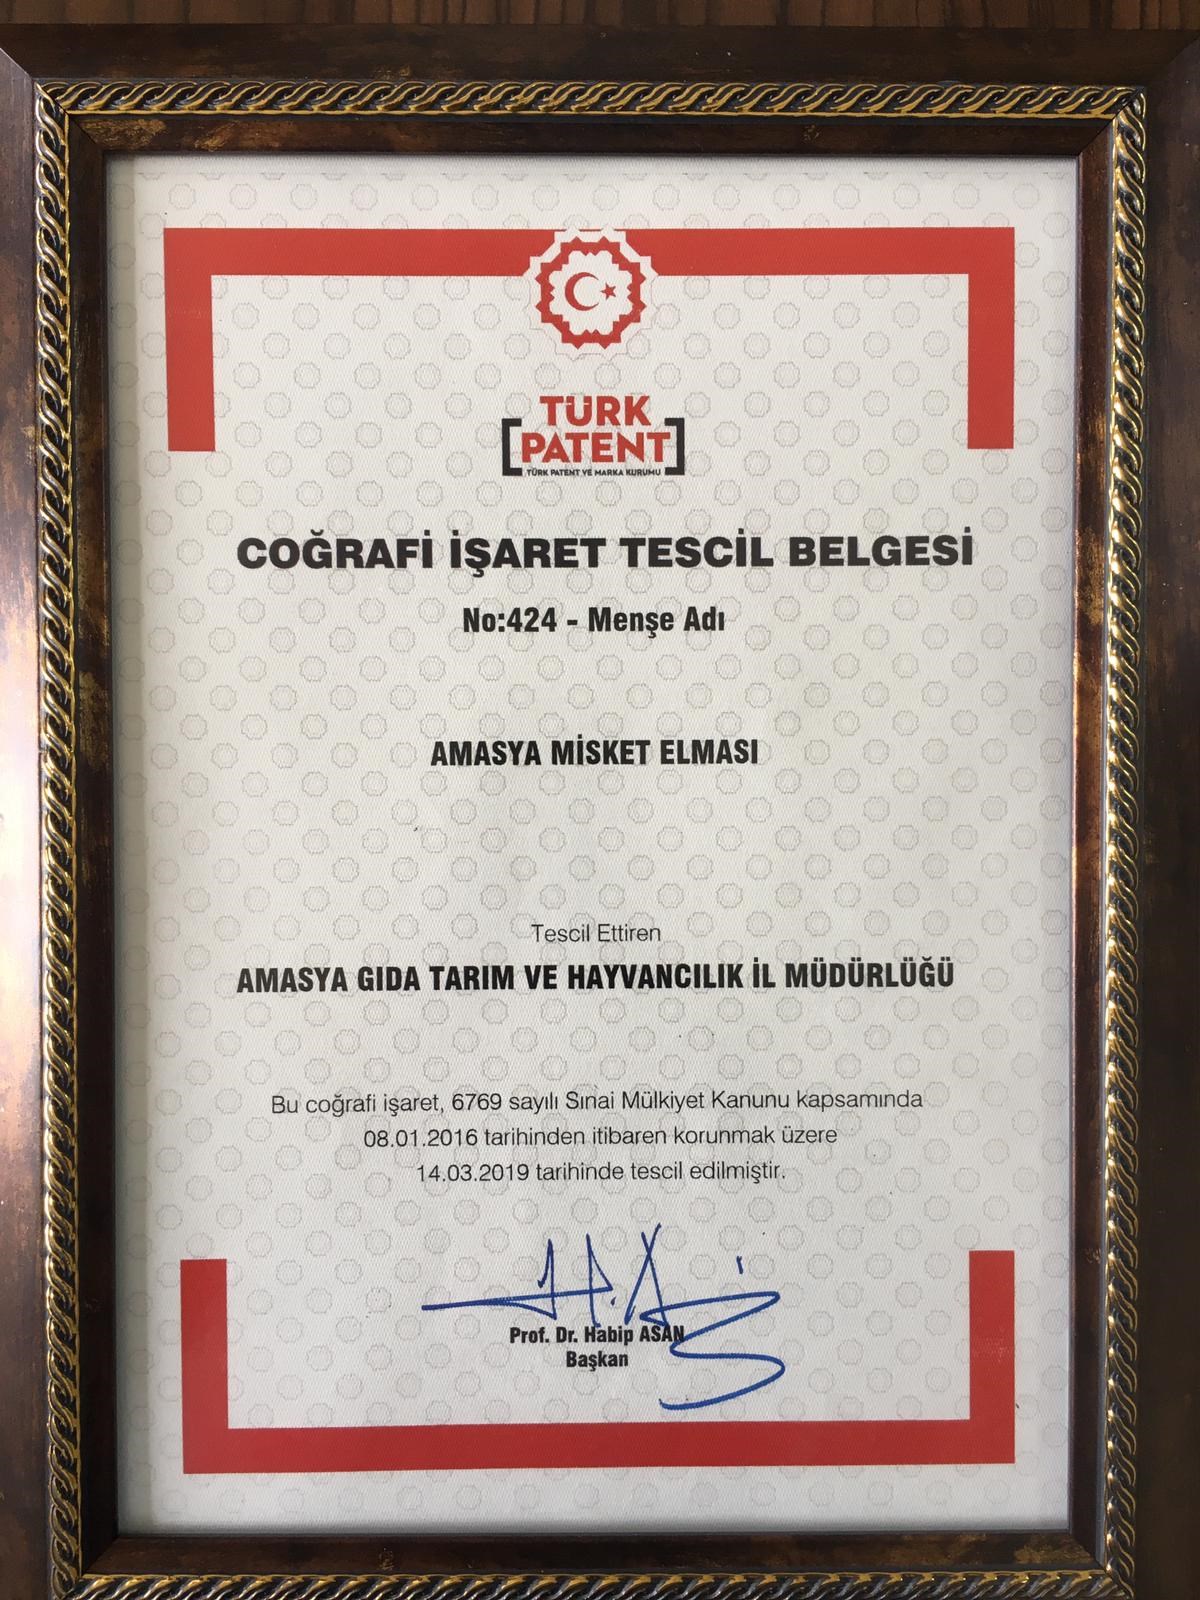 TÜRK
PATENT
TÜRK PATENT VE MARKA KURUMU
COĞRAFİ İŞARET TESCİL BELGESİ
No:424 - Menşe Adı
AMASYA MİSKET ELMASI
Tescil Ettiren
AMASYA GIDA TARIM VE HAYVANCILIK İL MÜDÜRLÜĞÜ
Bu coğrafi işaret, 6769 sayılı Sınai Mülkiyet Kanunu kapsamında
08.01.2016 tarihinden itibaren korunmak üzere
14.03.2019 tarihinde tescil edilmiştir.
Prof. Dr. Habip ASAN
Başkan